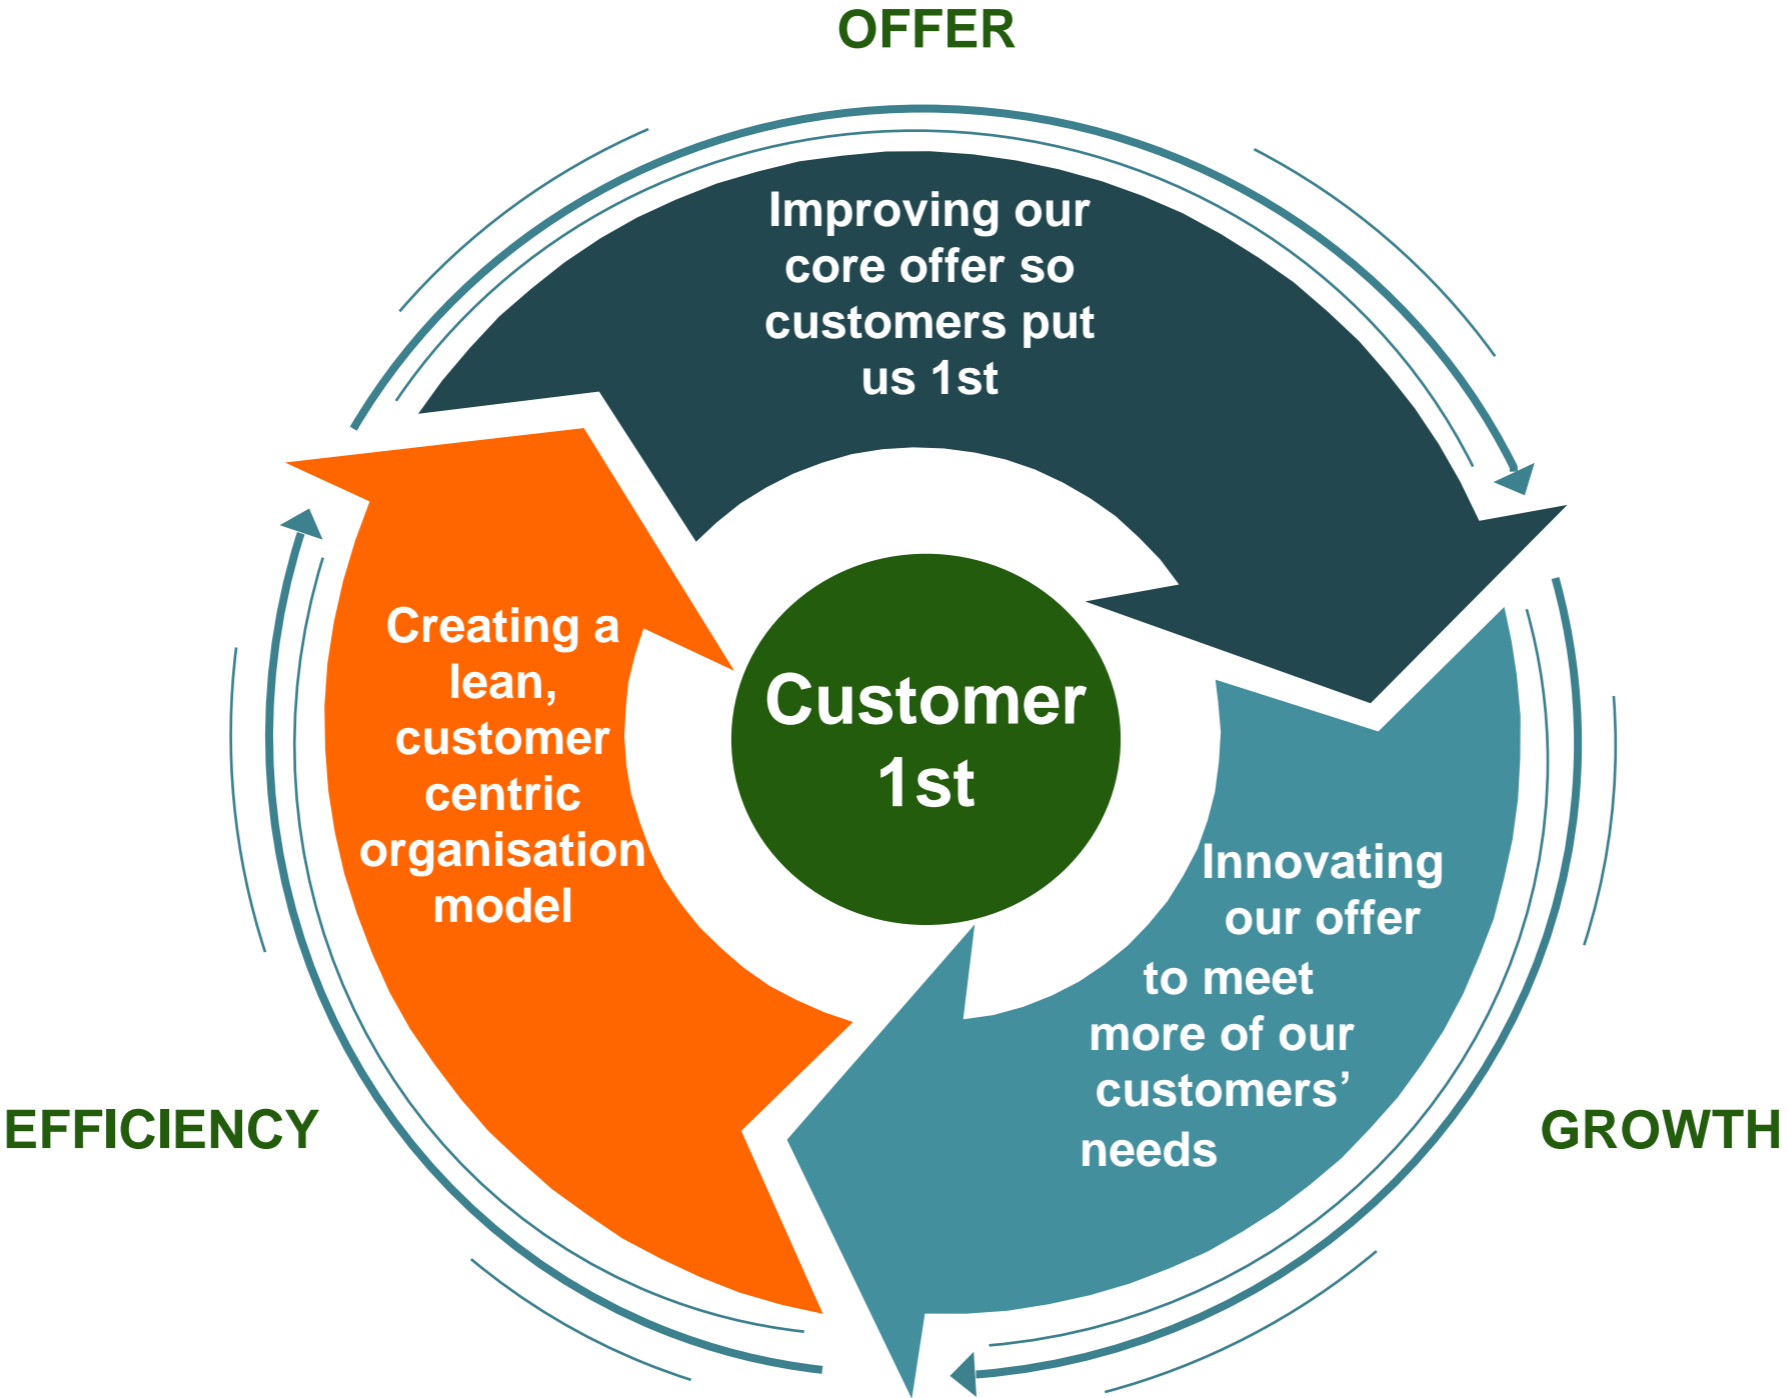 OFFER
Improving our
core offer so
customers put
us 1st
Creating a
lean,
customer
centric
organisation
model
Customer
1st
Innovating
our offer
to meet
more of our
customers’
needs
EFFICIENCY
GROWTH